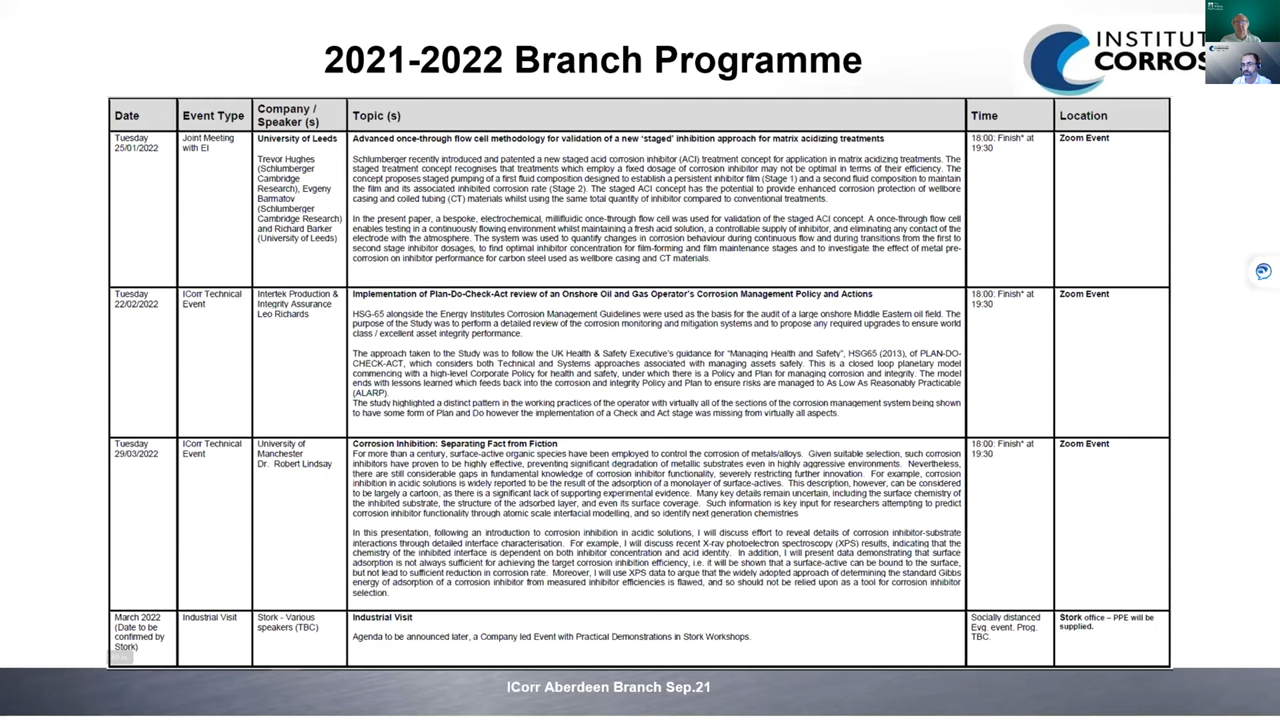 2021-2022 Branch Programme
INSTITUT
CORROS
Date
Event Type
Company /
Speaker (s)
Topic (s)
Time
Location
Tuesday
25/01/2022
Joint Meeting
with EI
University of Leeds
Trevor Hughes
(Schlumberger
Cambridge
Research), Evgeny
Barmatov
(Schlumberger
Cambridge Research)
and Richard Barker
(University of Leeds)
Advanced once-through flow cell methodology for validation of a new 'staged' inhibition approach for matrix acidizing treatments
Schlumberger recently introduced and patented a new staged acid corrosion inhibitor (ACI) treatment concept for application in matrix acidizing treatments. The
staged treatment concept recognises that treatments which employ a fixed dosage of corrosion inhibitor may not be optimal in terms of their efficiency. The
concept proposes staged pumping of a first fluid composition designed to establish a persistent inhibitor film (Stage 1) and a second fluid composition to maintain
the film and its associated inhibited corrosion rate (Stage 2). The staged ACI concept has the potential to provide enhanced corrosion protection of wellbore
casing and coiled tubing (CT) materials whilst using the same total quantity of inhibitor compared to conventional treatments.
In the present paper, a bespoke, electrochemical, millifluidic once-through flow cell was used for validation of the staged ACI concept. A once-through flow cell
enables testing in a continuously flowing environment whilst maintaining a fresh acid solution, a controllable supply of inhibitor, and eliminating any contact of the
electrode with the atmosphere. The system was used to quantify changes in corrosion behaviour during continuous flow and during transitions from the first to
second stage inhibitor dosages, to find optimal inhibitor concentration for film-forming and film maintenance stages and to investigate the effect of metal pre-
corrosion on inhibitor performance for carbon steel used as wellbore casing and CT materials.
18:00: Finish* at
19:30
Zoom Event
Tuesday
22/02/2022
ICorr Technical
Event
Intertek Production &
Integrity Assurance
Leo Richards
Implementation of Plan-Do-Check-Act review of an Onshore Oil and Gas Operator's Corrosion Management Policy and Actions
HSG-65 alongside the Energy Institutes Corrosion Management Guidelines were used as the basis for the audit of a large onshore Middle Eastern oil field. The
purpose of the Study was to perform a detailed review of the corrosion monitoring and mitigation systems and to propose any required upgrades to ensure world
class / excellent asset integrity performance.
The approach taken to the Study was to follow the UK Health & Safety Executive's guidance for "Managing Health and Safety", HSG65 (2013), of PLAN-DO-
CHECK-ACT, which considers both Technical and Systems approaches associated with managing assets safely. This is a closed loop planetary model
commencing with a high-level Corporate Policy for health and safety, under which there is a Policy and Plan for managing corrosion and integrity. The model
ends with lessons learned which feeds back into the corrosion and integrity Policy and Plan to ensure risks are managed to As Low As Reasonably Practicable
(ALARP).
The study highlighted a distinct pattern in the working practices of the operator with virtually all of the sections of the corrosion management system being shown
to have some form of Plan and Do however the implementation of a Check and Act stage was missing from virtually all aspects.
18:00: Finish* at
19:30
Zoom Event
Tuesday
29/03/2022
ICorr Technical
Event
University of
Manchester
Dr. Robert Lindsay
Corrosion Inhibition: Separating Fact from Fiction
For more than a century, surface-active organic species have been employed to control the corrosion of metals/alloys. Given suitable selection, such corrosion
inhibitors have proven to be highly effective, preventing significant degradation of metallic substrates even in highly aggressive environments. Nevertheless,
there are still considerable gaps in fundamental knowledge of corrosion inhibitor functionality, severely restricting further innovation. For example, corrosion
inhibition in acidic solutions is widely reported to be the result of the adsorption of a monolayer of surface-actives. This description, however, can be considered
to be largely a cartoon, as there is a significant lack of supporting experimental evidence. Many key details remain uncertain, including the surface chemistry of
the inhibited substrate, the structure of the adsorbed layer, and even its surface coverage. Such information is key input for researchers attempting to predict
corrosion inhibitor functionality through atomic scale interfacial modelling, and so identify next generation chemistries
In this presentation, following an introduction to corrosion inhibition in acidic solutions, I will discuss effort to reveal details of corrosion inhibitor-substrate
interactions through detailed interface characterisation. For example, I will discuss recent X-ray photoelectron spectroscopy (XPS) results, indicating that the
chemistry of the inhibited interface is dependent on both inhibitor concentration and acid identity. In addition, I will present data demonstrating that surface
adsorption is not always sufficient for achieving the target corrosion inhibition efficiency, i.e. it will be shown that a surface-active can be bound to the surface,
but not lead to sufficient reduction in corrosion rate. Moreover, I will use XPS data to argue that the widely adopted approach of determining the standard Gibbs
energy of adsorption of a corrosion inhibitor from measured inhibitor efficiencies is flawed, and so should not be relied upon as a tool for corrosion inhibitor
selection.
18:00: Finish* at
19:30
Zoom Event
March 2022
(Date to be
confirmed by
Stork)
Industrial Visit
Stork - Various
speakers (TBC)
Industrial Visit
Agenda to be announced later, a Company led Event with Practical Demonstrations in Stork Workshops.
Socially distanced
Evg. event. Prog.
TBC.
Stork office – PPE will be
supplied.
ICorr Aberdeen Branch Sep.21